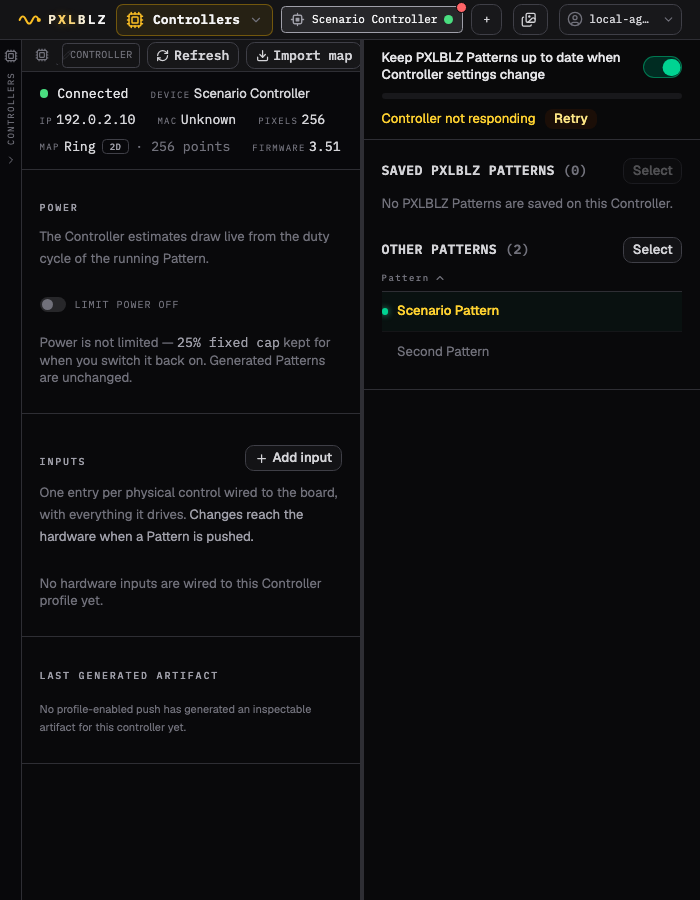 PXLBLZ Controllers Scenario Controller + local-ag…
CONTROLLERS
CONTROLLER Refresh Import map
Connected DEVICE Scenario Controller
IP 192.0.2.10 MAC Unknown PIXELS 256
MAP Ring 2D · 256 points FIRMWARE 3.51
POWER
The Controller estimates draw live from the duty
cycle of the running Pattern.
LIMIT POWER OFF
Power is not limited — 25% fixed cap kept for
when you switch it back on. Generated Patterns
are unchanged.
INPUTS
+ Add input
One entry per physical control wired to the board,
with everything it drives. Changes reach the
hardware when a Pattern is pushed.
No hardware inputs are wired to this Controller
profile yet.
LAST GENERATED ARTIFACT
No profile-enabled push has generated an inspectable
artifact for this controller yet.
Keep PXLBLZ Patterns up to date when
Controller settings change
Controller not responding Retry
SAVED PXLBLZ PATTERNS (0) Select
No PXLBLZ Patterns are saved on this Controller.
OTHER PATTERNS (2) Select
Pattern
Scenario Pattern
Second Pattern